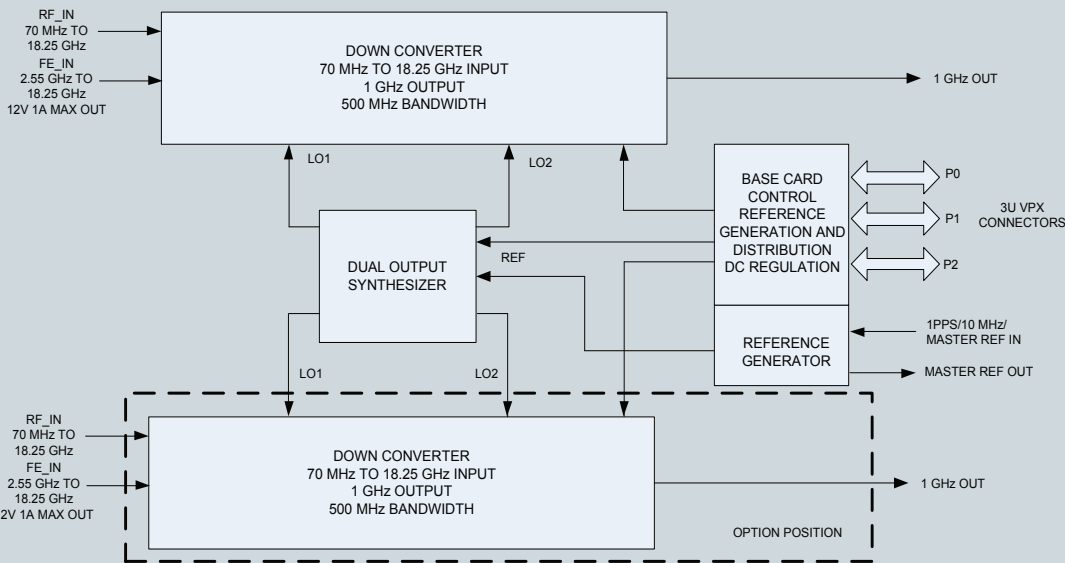 RF_IN
70 MHz TO
18.25 GHz
FE_IN
2.55 GHz TO
18.25 GHz
12V 1A MAX OUT
DOWN CONVERTER
70 MHz TO 18.25 GHz INPUT
1 GHz OUTPUT
500 MHz BANDWIDTH
1 GHz OUT
LO1
LO2
BASE CARD
CONTROL
REFERENCE
GENERATION AND
DISTRIBUTION
DC REGULATION
P0
P1
P2
3U VPX
CONNECTORS
DUAL OUTPUT
SYNTHESIZER
REF
REFERENCE
GENERATOR
1PPS/10 MHz/
MASTER REF IN
MASTER REF OUT
LO1
LO2
RF_IN
70 MHz TO
18.25 GHz
FE_IN
2.55 GHz TO
18.25 GHz
2V 1A MAX OUT
DOWN CONVERTER
70 MHz TO 18.25 GHz INPUT
1 GHz OUTPUT
500 MHz BANDWIDTH
1 GHz OUT
OPTION POSITION